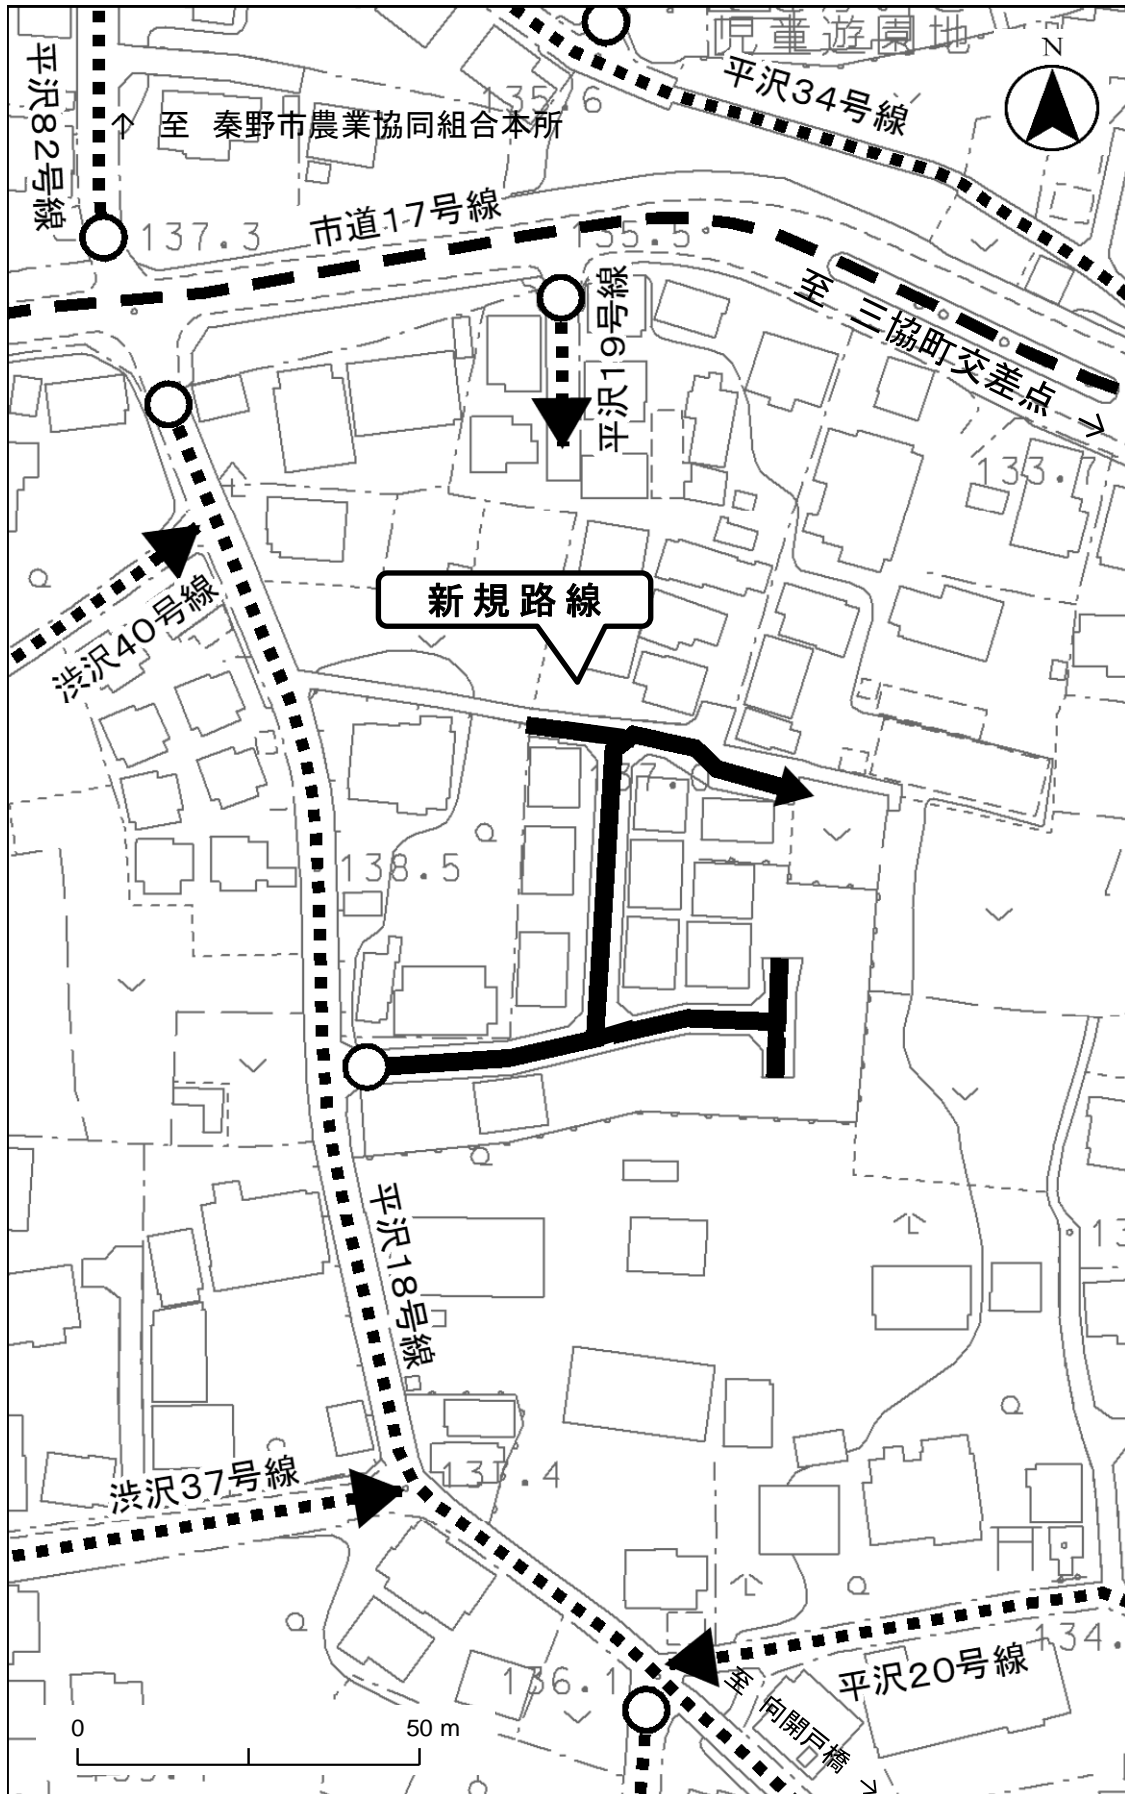 児童遊園地
N
平沢34号線
135.6
平沢82号線
↑ 至 秦野市農業協同組合本所
市道17号線
137.3
135.5
平沢19号線
至 三協町交差点 →
133.7
渋沢40号線
新規路線
137.
138.5
平沢18号線
渋沢37号線
137.4
134.
平沢20号線
136.1
至 向開戸橋 →
0 50 m